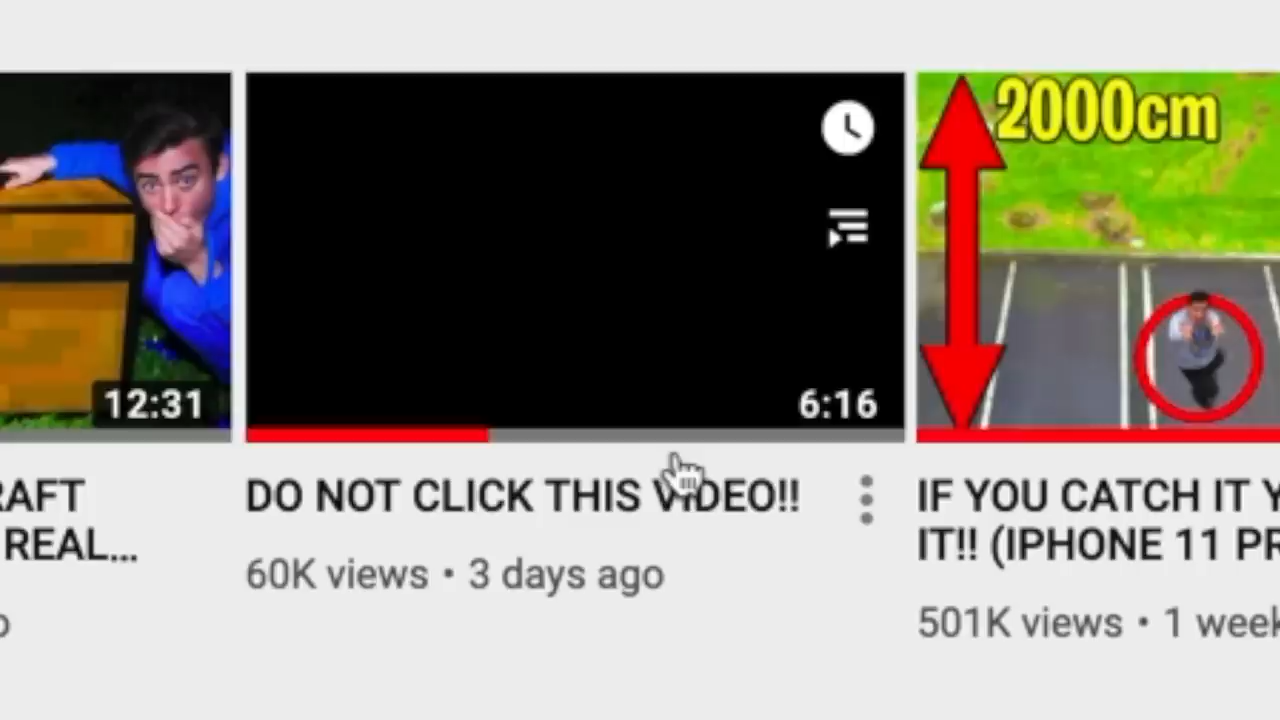 2000cm
12:31
6:16
RAFT
REAL...
DO NOT CLICK THIS VIDEO!!
60K views • 3 days ago
IF YOU CATCH IT Y
IT!! (IPHONE 11 PR
501K views • 1 week